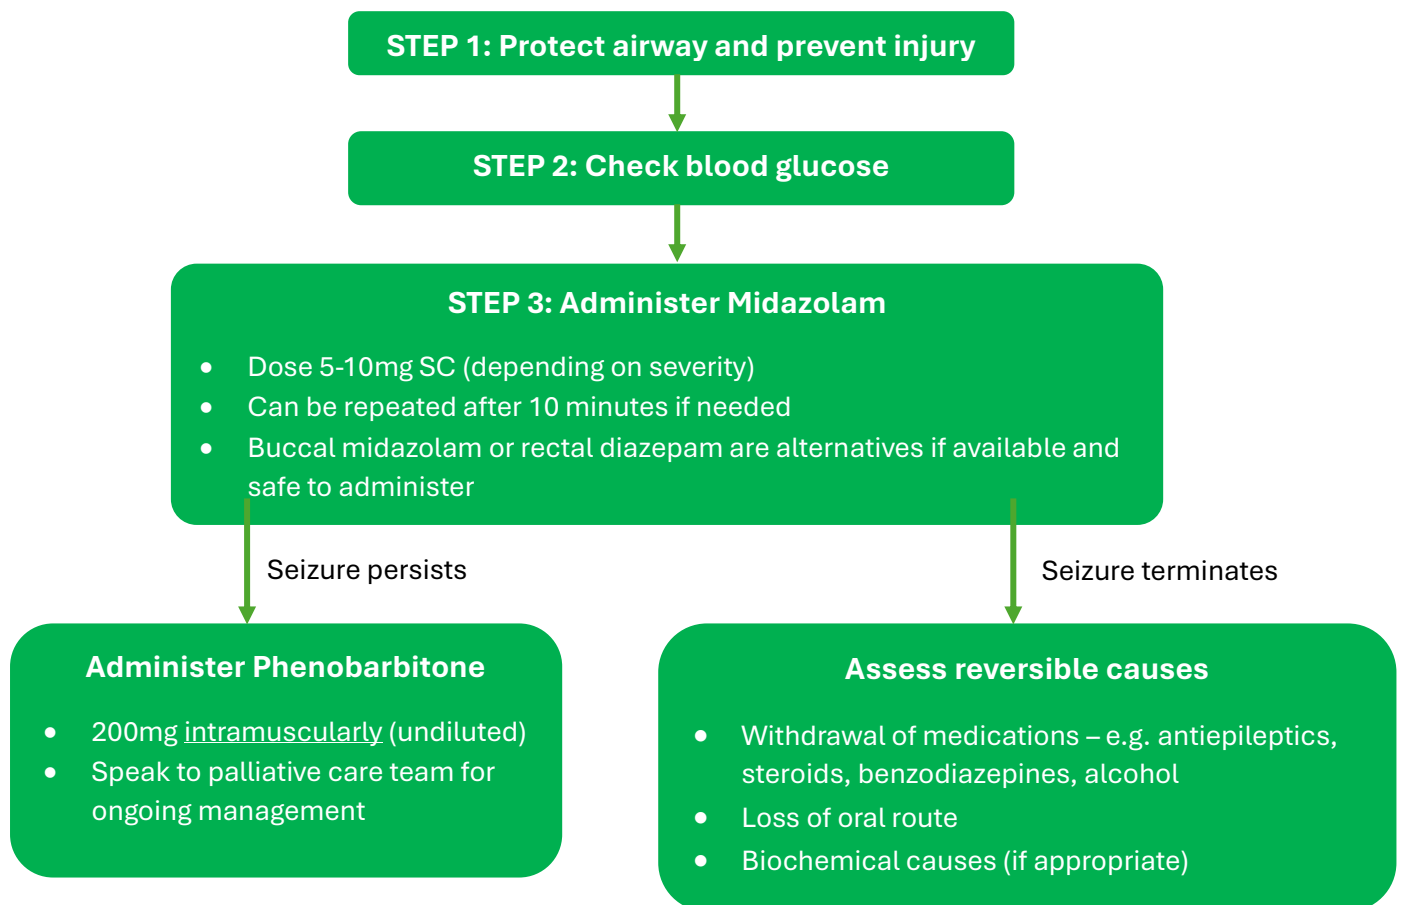 STEP 1: Protect airway and prevent injury
STEP 2: Check blood glucose
STEP 3: Administer Midazolam
• Dose 5-10mg SC (depending on severity)
• Can be repeated after 10 minutes if needed
• Buccal midazolam or rectal diazepam are alternatives if available and
safe to administer
Seizure persists
Seizure terminates
Administer Phenobarbitone
• 200mg intramuscularly (undiluted)
• Speak to palliative care team for
ongoing management
Assess reversible causes
• Withdrawal of medications – e.g. antiepileptics,
steroids, benzodiazepines, alcohol
• Loss of oral route
• Biochemical causes (if appropriate)